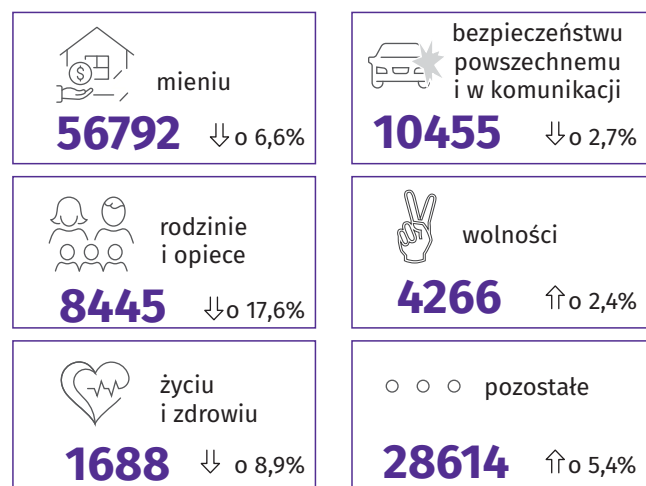 mieniu
56792 ⇓ o 6,6%
bezpieczeństwu
powszechnemu
i w komunikacji
10455 ⇓ o 2,7%
rodzinie
i opiece
8445 ⇓ o 17,6%
wolności
4266 ⇑ o 2,4%
życiu
i zdrowiu
1688 ⇓ o 8,9%
pozostałe
28614 ⇑ o 5,4%